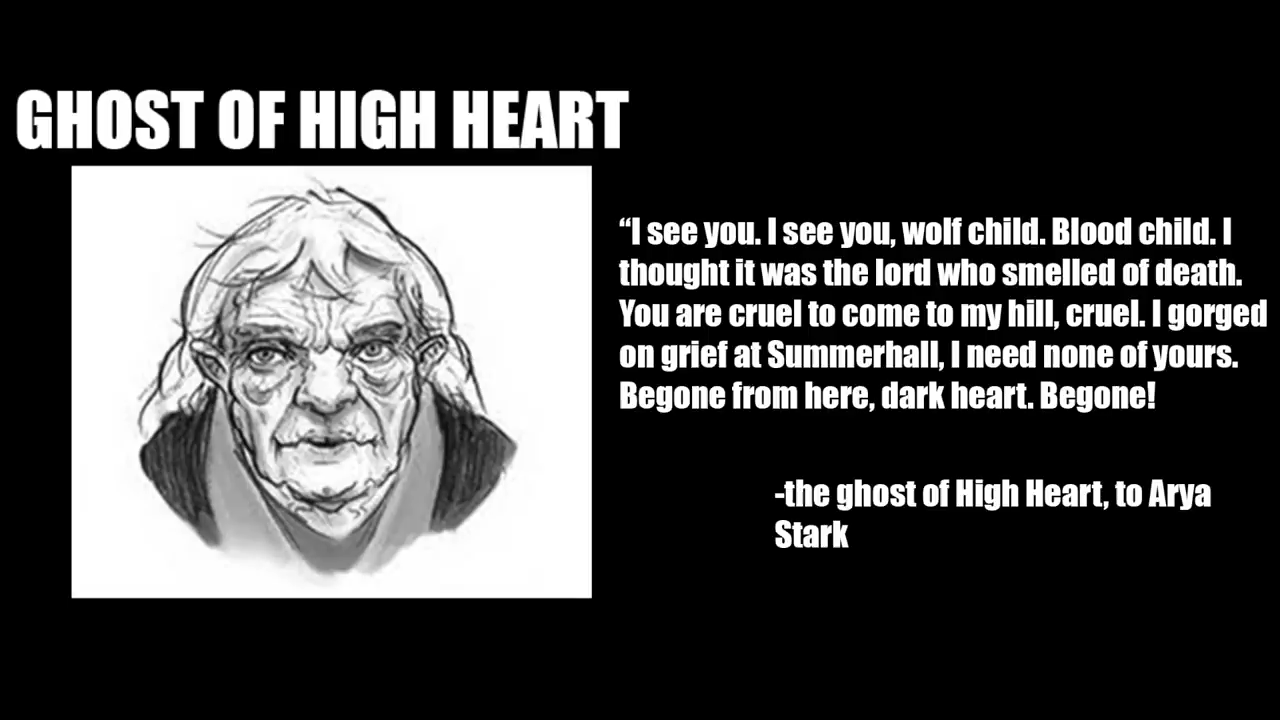 GHOST OF HIGH HEART
“I see you. I see you, wolf child. Blood child. I
thought it was the lord who smelled of death.
You are cruel to come to my hill, cruel. I gorged
on grief at Summerhall, I need none of yours.
Begone from here, dark heart. Begone!
-the ghost of High Heart, to Arya
Stark